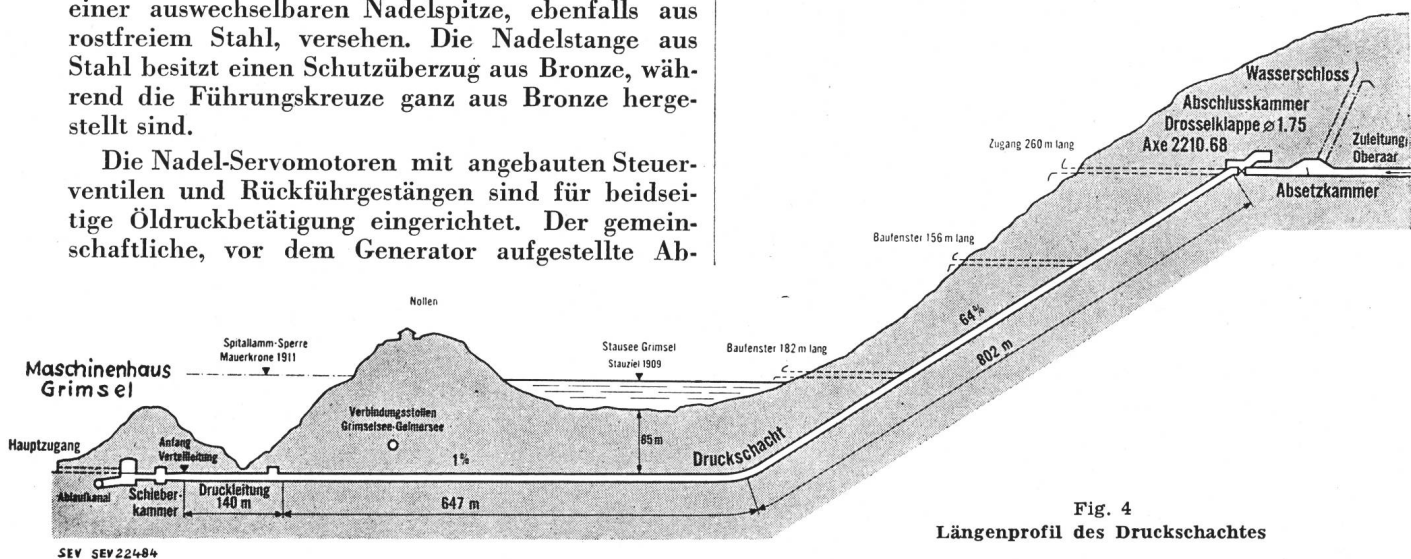 einer auswechselbaren Nadelspitze, ebenfalls aus
rostfreiem Stahl, versehen. Die Nadelstange aus
Stahl besitzt einen Schutzüberzug aus Bronze, wäh-
rend die Führungskreuze ganz aus Bronze herge-
stellt sind.
Die Nadel-Servomotoren mit angebauten Steuer-
ventilen und Rückführgestängen sind für beidsei-
tige Öldruckbetätigung eingerichtet. Der gemein-
schaftliche, vor dem Generator aufgestellte Ab-
Wasserschloss
Abschlusskammer
Drosselklappe ⌀ 1.75
Axe 2210.68
Zuleitung
Oberaar
Absetzkammer
Zugang 260 m lang
Baufenster 156 m lang
64%
802 m
Nollen
Spitallamm-Sperre
Mauerkrone 1911
Stausee Grimsel
Stauziel 1909
Baufenster 182 m lang
Maschinenhaus
Grimsel
Verbindungsstollen
Grimselsee-Gelmersee
85 m
Druckschacht
Hauptzugang
Anfang
Verteilleitung
1%
Ablaufkanal
Schieber-
kammer
Druckleitung
140 m
647 m
Fig. 4
Längenprofil des Druckschachtes
SEV SEV22484